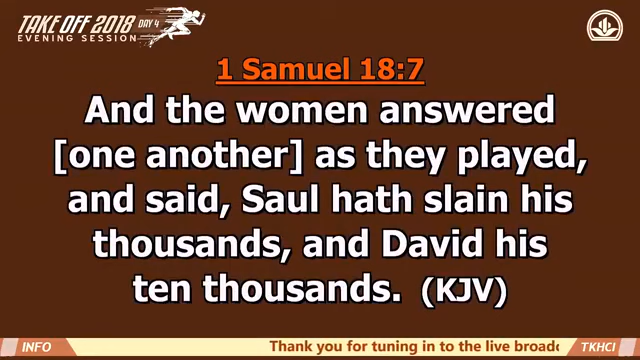 TAKE OFF 2018 DAY 4
EVENING SESSION
1 Samuel 18:7
And the women answered
[one another] as they played,
and said, Saul hath slain his
thousands, and David his
ten thousands. (KJV)
INFO Thank you for tuning in to the live broadc TKHCI